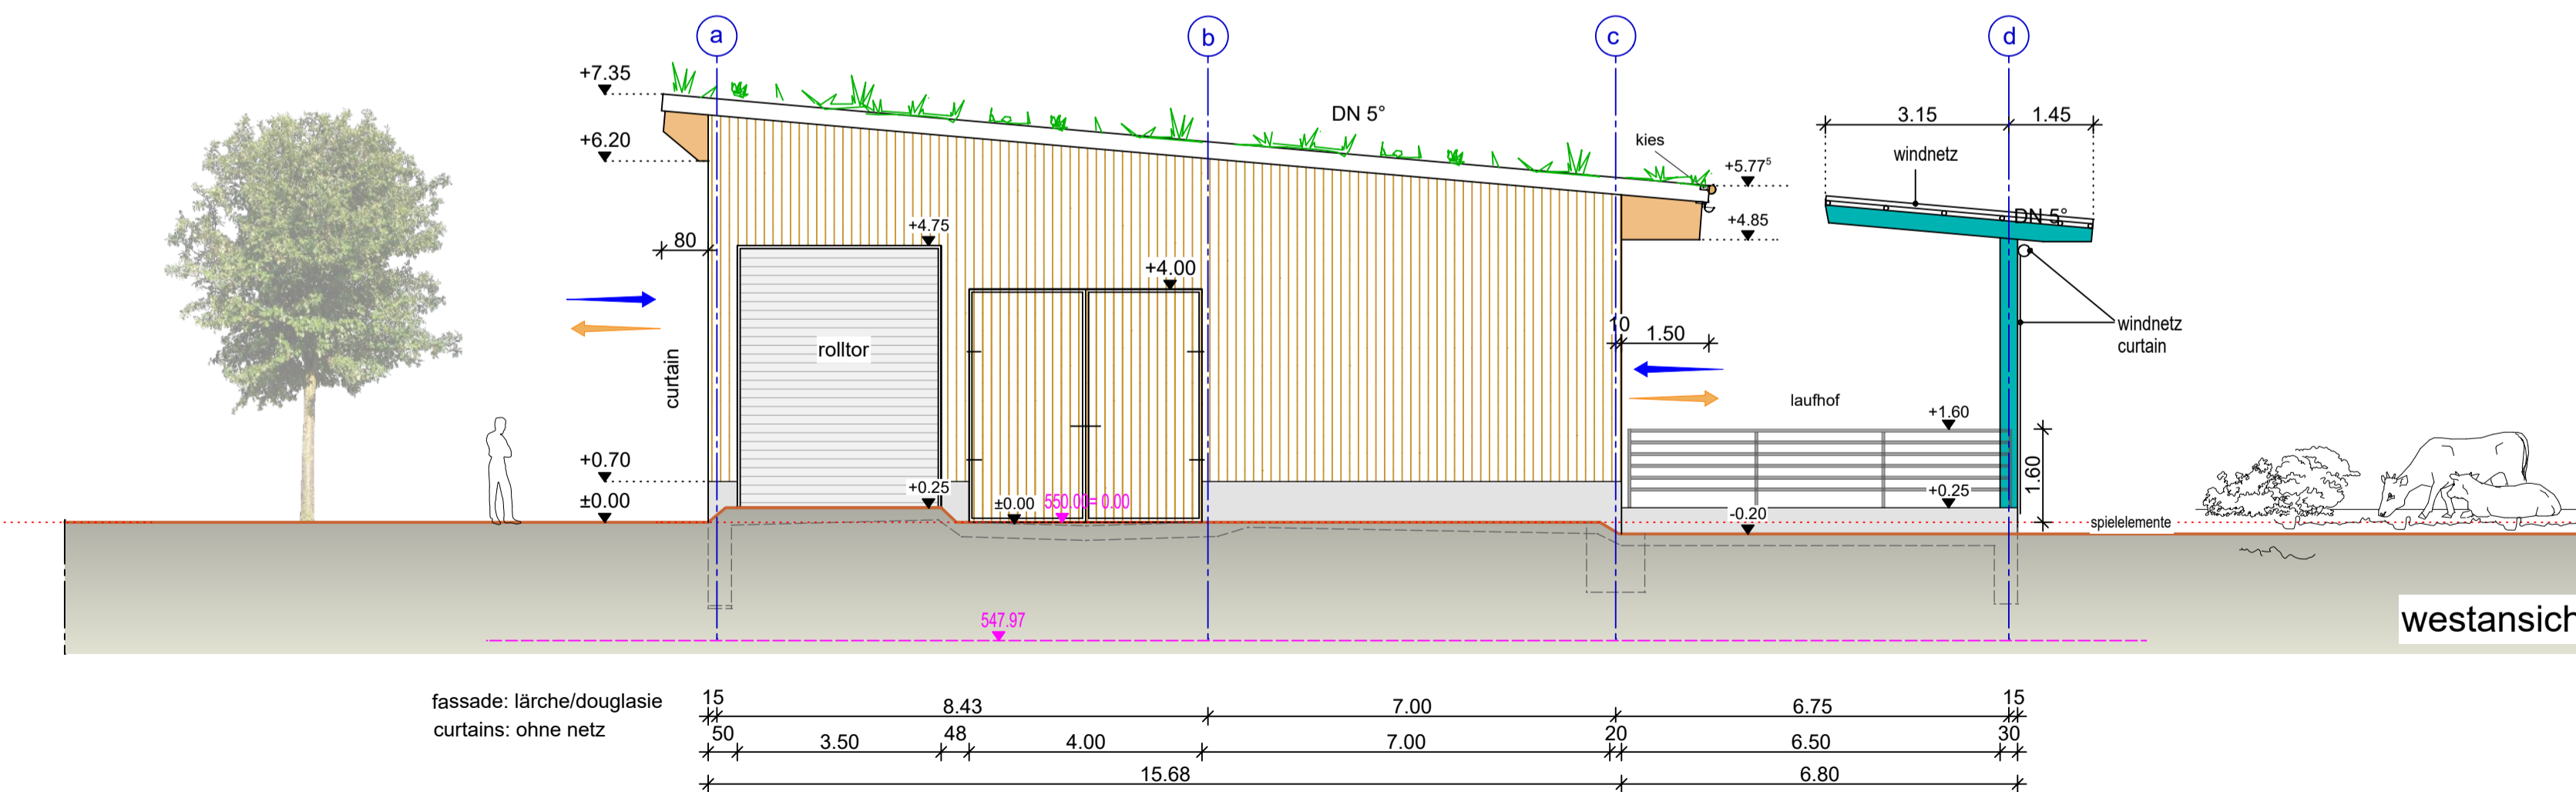 a
b
c
d
+7.35
+6.20
DN 5°
kies
+5.77⁵
+4.85
3.15
1.45
windnetz
DN 5°
80
+4.75
+4.00
rolltor
curtain
10
1.50
windnetz
curtain
laufhof
+1.60
1.60
+0.70
±0.00
+0.25
±0.00
550.00= 0.00
+0.25
-0.20
spielelemente
547.97
westansich
fassade: lärche/douglasie
curtains: ohne netz
15
8.43
7.00
6.75
15
50
3.50
48
4.00
7.00
20
6.50
30
15.68
6.80